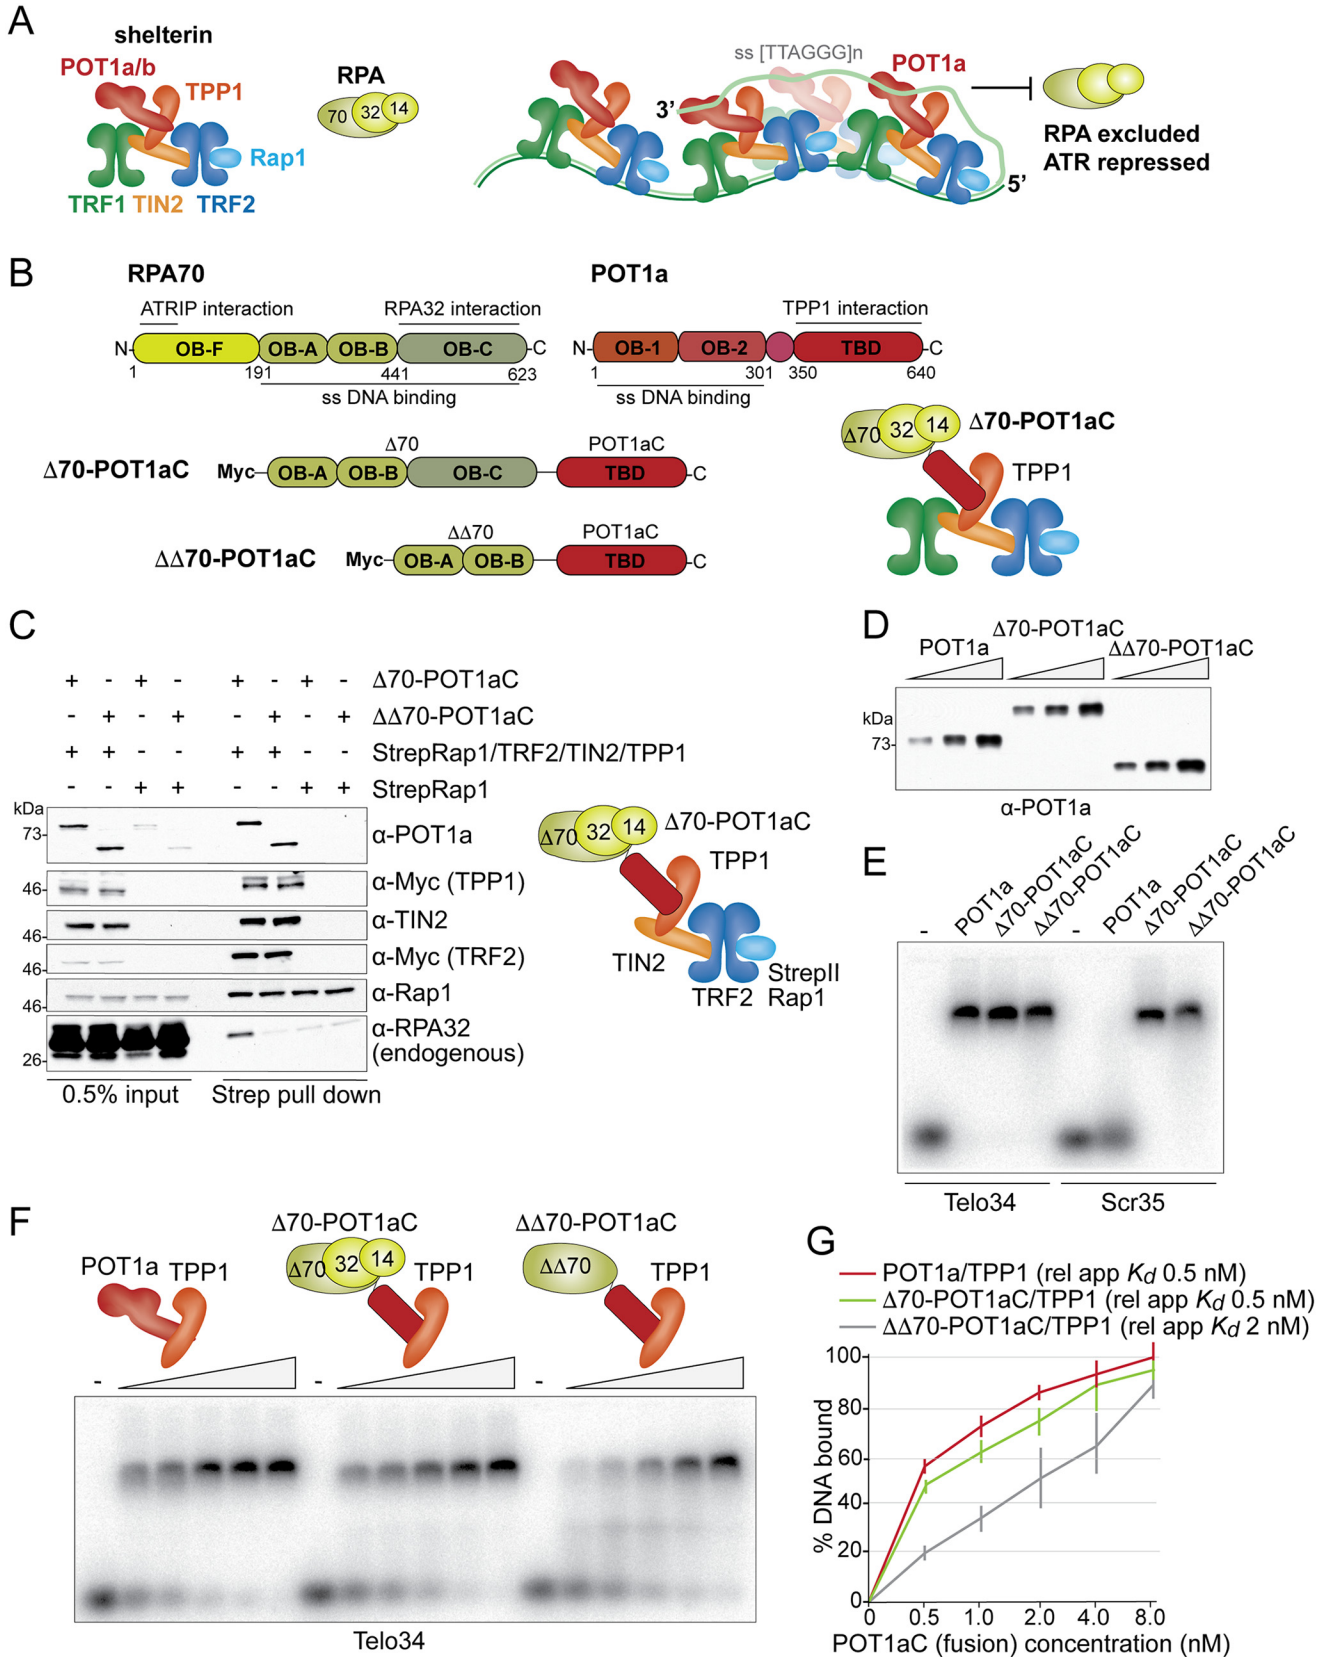 A
shelterin
POT1a/b
TPP1
RPA
70 32 14
Rap1
TRF1 TIN2 TRF2
ss [TTAGGG]n
POT1a
3’
5’
RPA excluded
ATR repressed
B
RPA70
ATRIP interaction
RPA32 interaction
N- OB-F OB-A OB-B OB-C -C
1 191 441 623
ss DNA binding
POT1a
TPP1 interaction
N- OB-1 OB-2 TBD -C
1 301 350 640
ss DNA binding
Δ70 POT1aC
Δ70-POT1aC Myc- OB-A OB-B OB-C TBD -C
ΔΔ70 POT1aC
ΔΔ70-POT1aC Myc- OB-A OB-B TBD -C
Δ70 32 14 Δ70-POT1aC
TPP1
C
+ - + - + - + - Δ70-POT1aC
- + - + - + - + ΔΔ70-POT1aC
+ + - - + + - - StrepRap1/TRF2/TIN2/TPP1
- - + + - - + + StrepRap1
kDa
73- α-POT1a
46- α-Myc (TPP1)
46- α-TIN2
46- α-Myc (TRF2)
46- α-Rap1
26- α-RPA32
(endogenous)
0.5% input Strep pull down
Δ70 32 14 Δ70-POT1aC
TPP1
TIN2
TRF2
StrepII
Rap1
D
POT1a Δ70-POT1aC ΔΔ70-POT1aC
kDa
73-
α-POT1a
E
- POT1a Δ70-POT1aC ΔΔ70-POT1aC - POT1a Δ70-POT1aC ΔΔ70-POT1aC
Telo34 Scr35
F
POT1a TPP1
Δ70-POT1aC
Δ70 32 14 TPP1
ΔΔ70-POT1aC
ΔΔ70 TPP1
- - -
Telo34
G
POT1a/TPP1 (rel app Kd 0.5 nM)
Δ70-POT1aC/TPP1 (rel app Kd 0.5 nM)
ΔΔ70-POT1aC/TPP1 (rel app Kd 2 nM)
% DNA bound
100
80
60
40
20
0
0 0.5 1.0 2.0 4.0 8.0
POT1aC (fusion) concentration (nM)